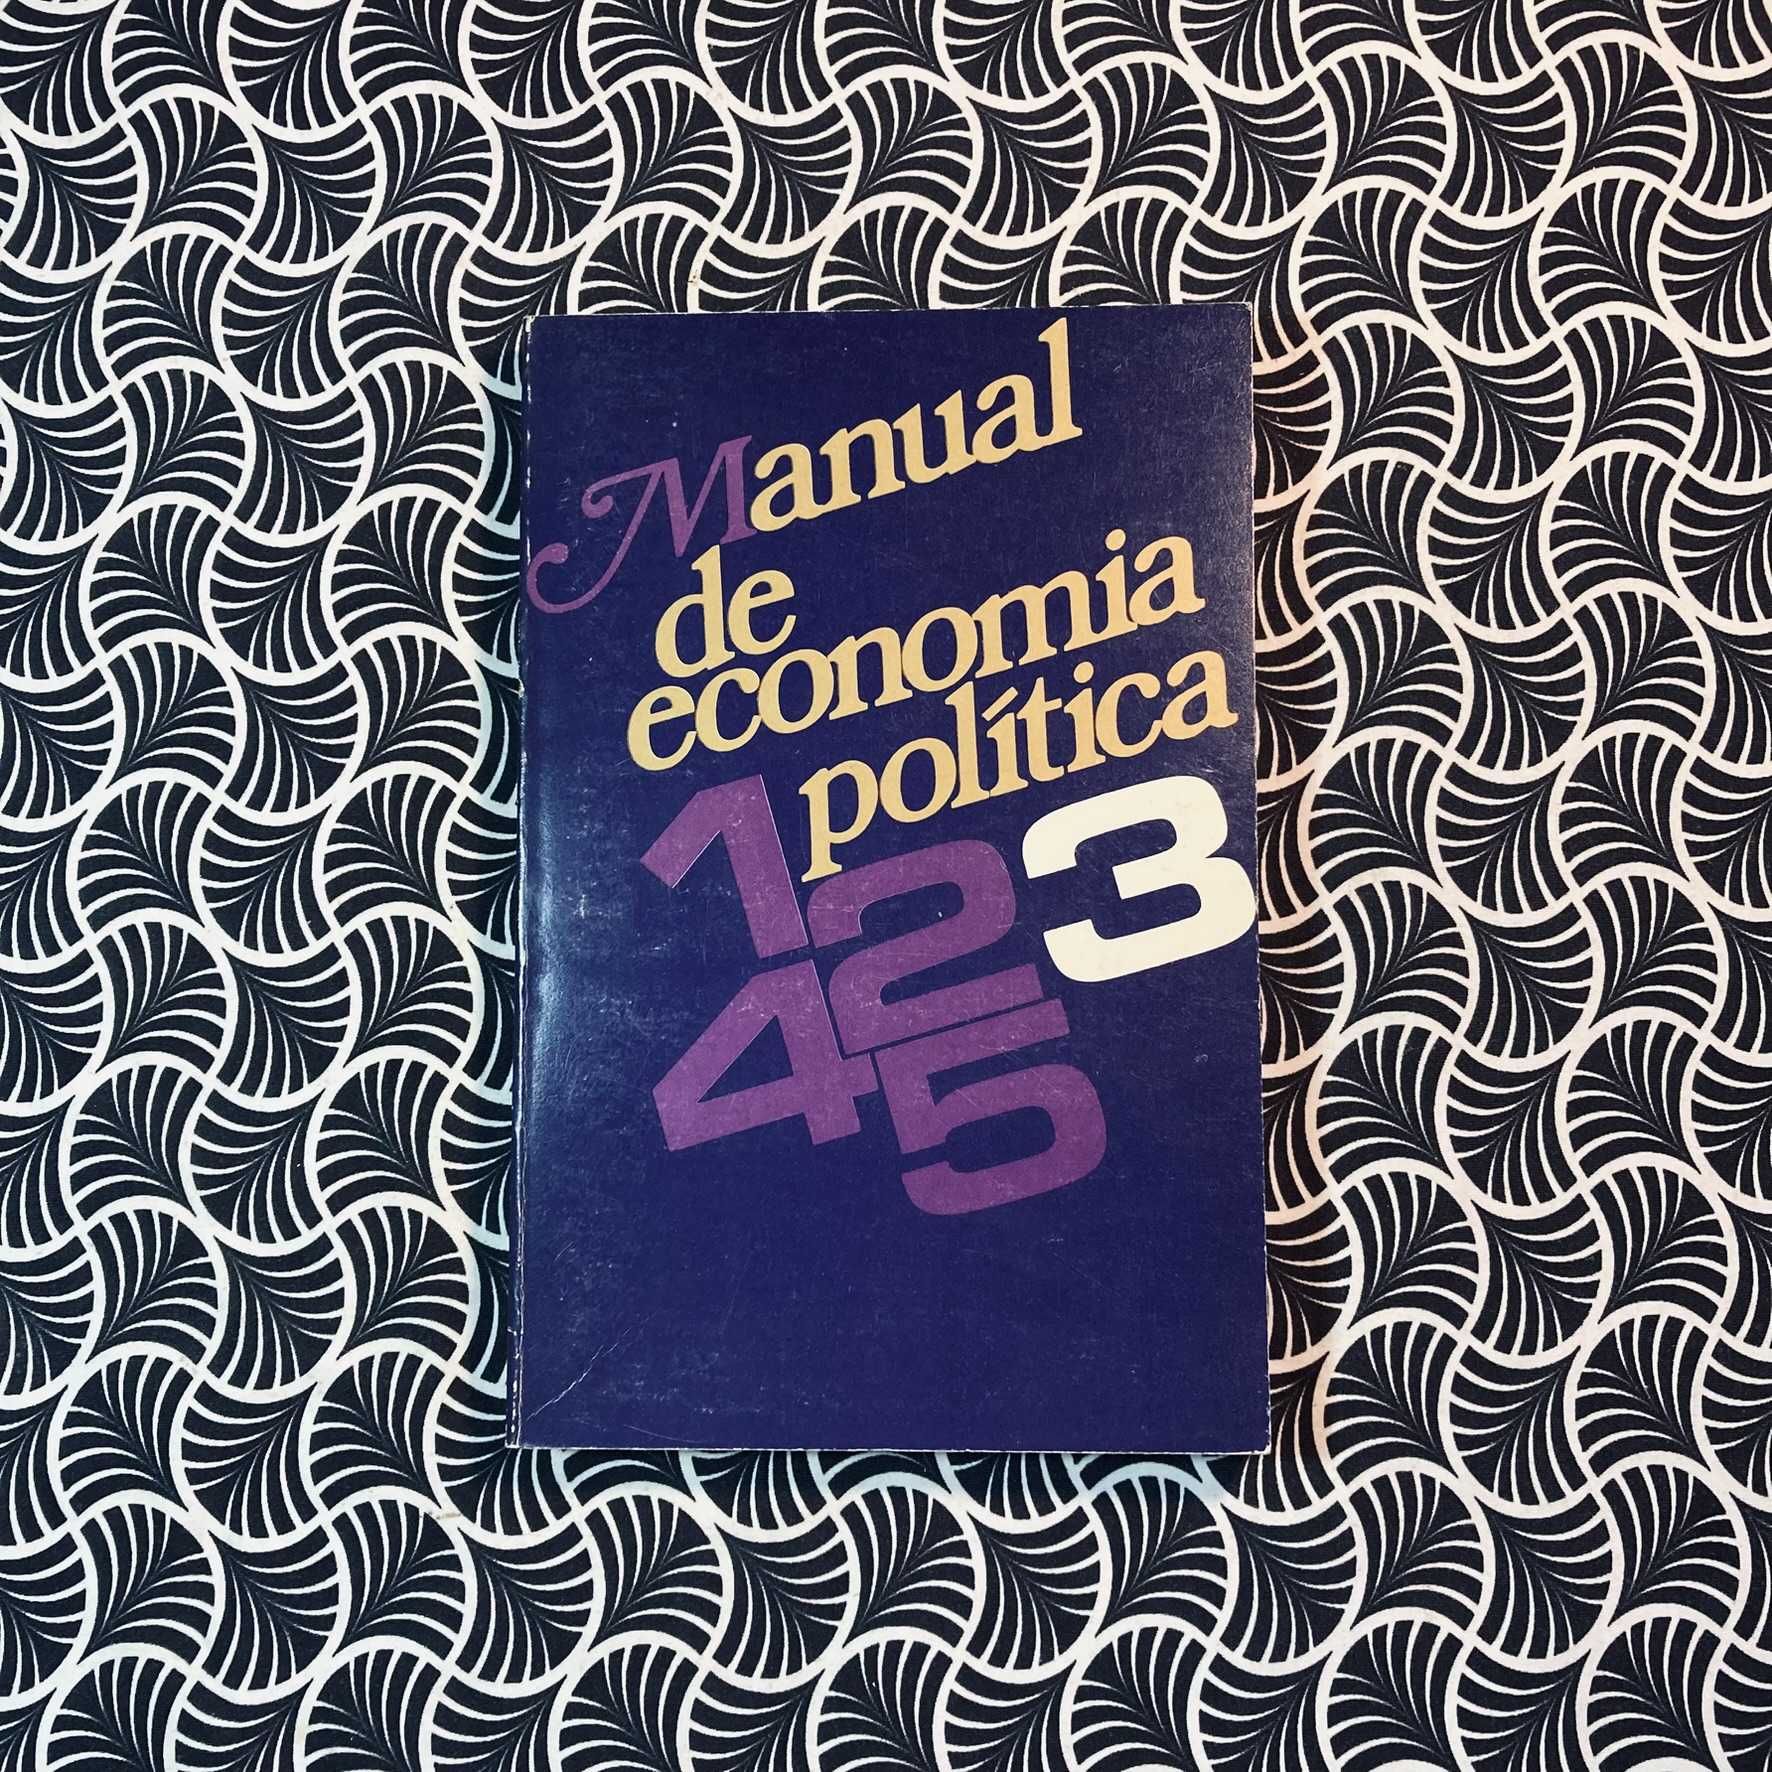 Manual
de
economia
política
1 2 3
4 5